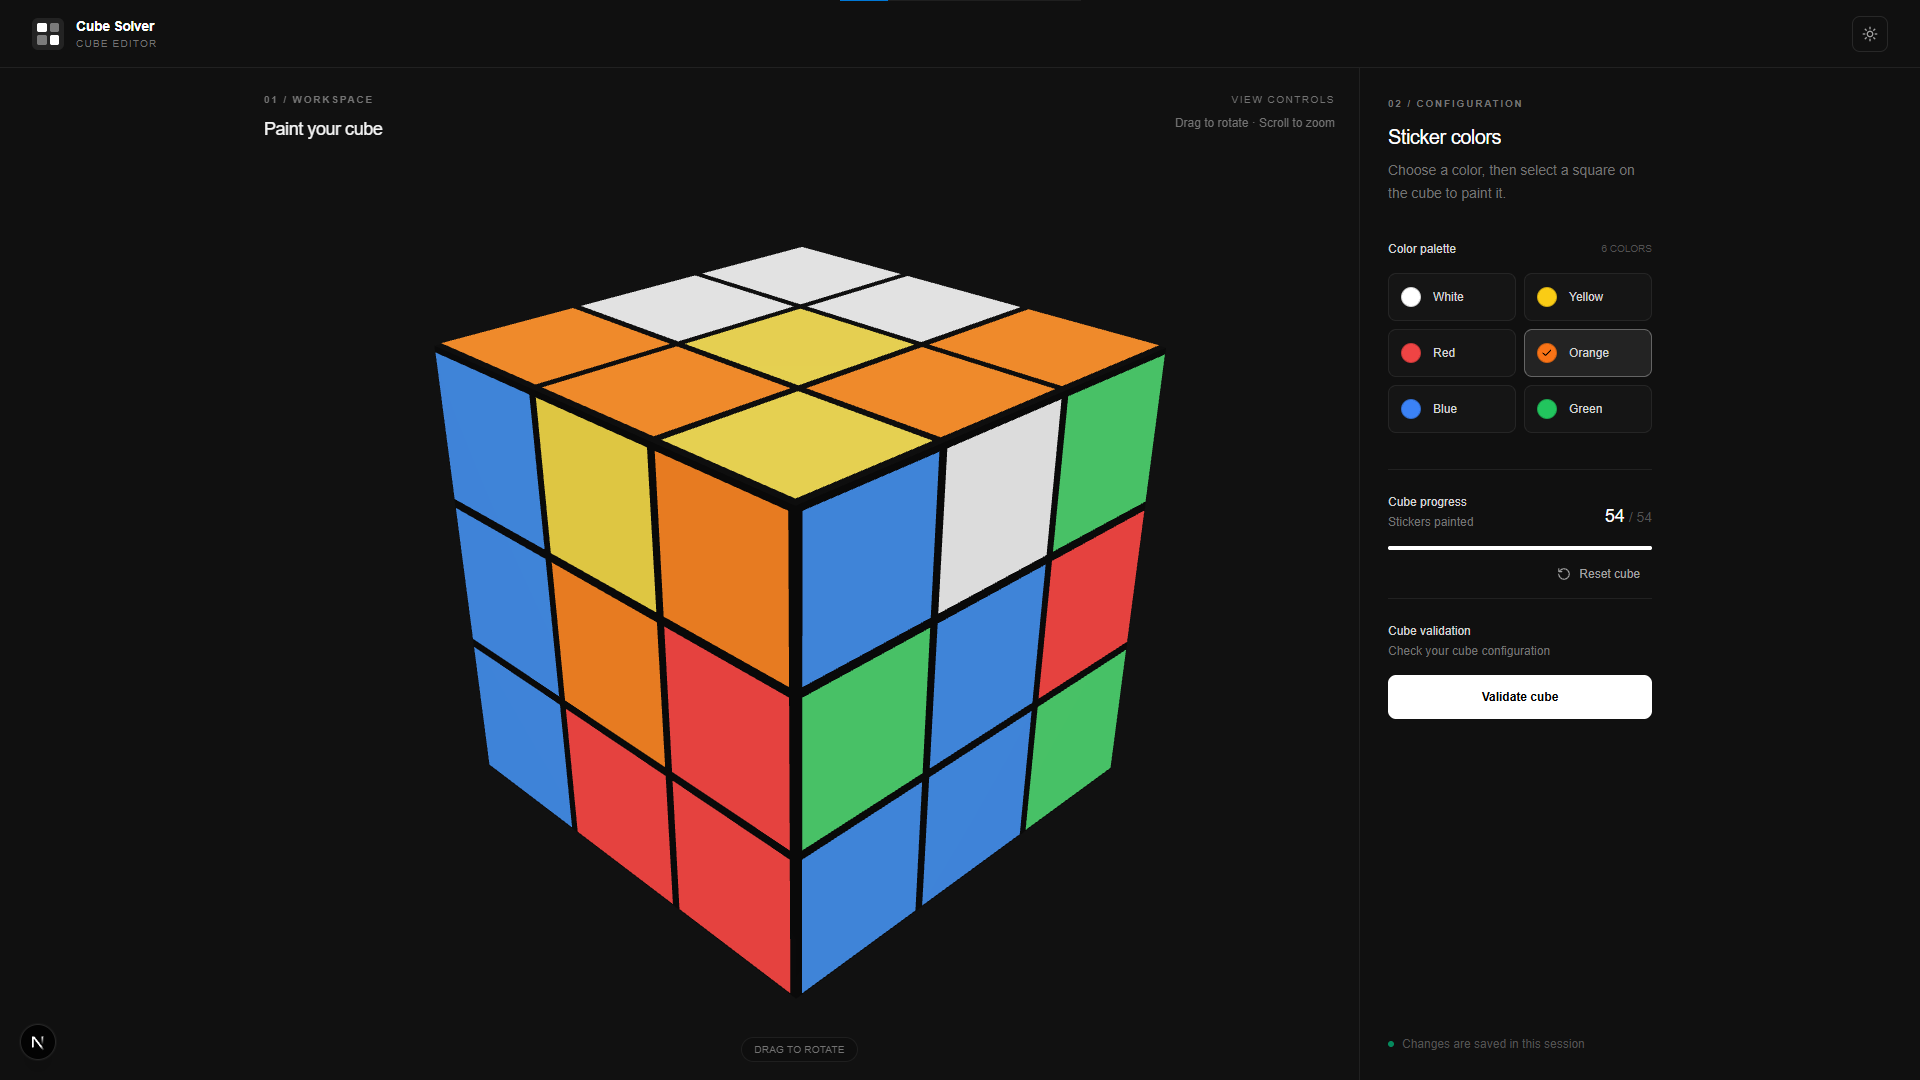 Cube Solver
CUBE EDITOR
01 / WORKSPACE
Paint your cube
VIEW CONTROLS
Drag to rotate · Scroll to zoom
DRAG TO ROTATE
02 / CONFIGURATION
Sticker colors
Choose a color, then select a square on
the cube to paint it.
Color palette
6 COLORS
White
Yellow
Red
Orange
Blue
Green
Cube progress
Stickers painted
54 / 54
Reset cube
Cube validation
Check your cube configuration
Validate cube
Changes are saved in this session
N